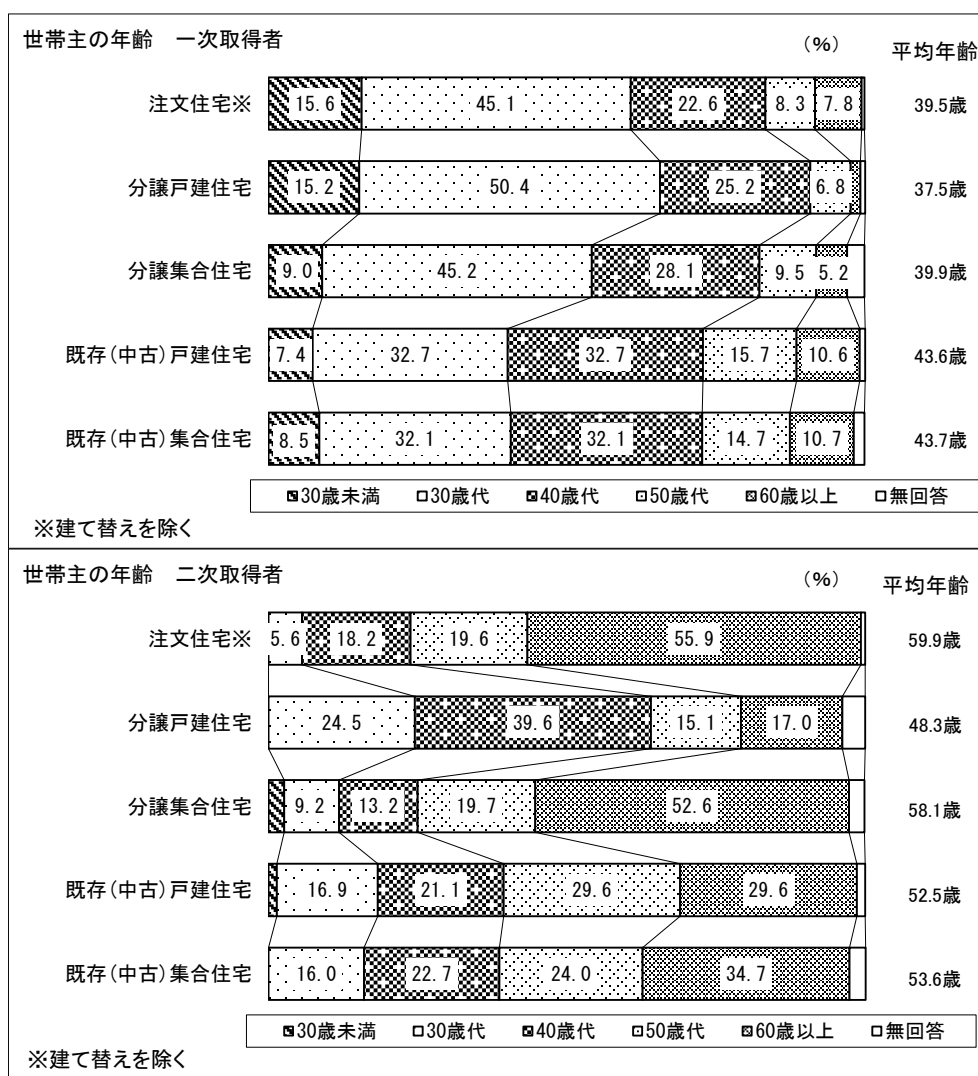 世帯主の年齢　一次取得者
(%)
平均年齢
注文住宅※ 15.6 45.1 22.6 8.3 7.8 39.5歳
分譲戸建住宅 15.2 50.4 25.2 6.8 37.5歳
分譲集合住宅 9.0 45.2 28.1 9.5 5.2 39.9歳
既存(中古)戸建住宅 7.4 32.7 32.7 15.7 10.6 43.6歳
既存(中古)集合住宅 8.5 32.1 32.1 14.7 10.7 43.7歳
30歳未満 30歳代 40歳代 50歳代 60歳以上 無回答
※建て替えを除く
世帯主の年齢　二次取得者
(%)
平均年齢
注文住宅※ 5.6 18.2 19.6 55.9 59.9歳
分譲戸建住宅 24.5 39.6 15.1 17.0 48.3歳
分譲集合住宅 9.2 13.2 19.7 52.6 58.1歳
既存(中古)戸建住宅 16.9 21.1 29.6 29.6 52.5歳
既存(中古)集合住宅 16.0 22.7 24.0 34.7 53.6歳
30歳未満 30歳代 40歳代 50歳代 60歳以上 無回答
※建て替えを除く